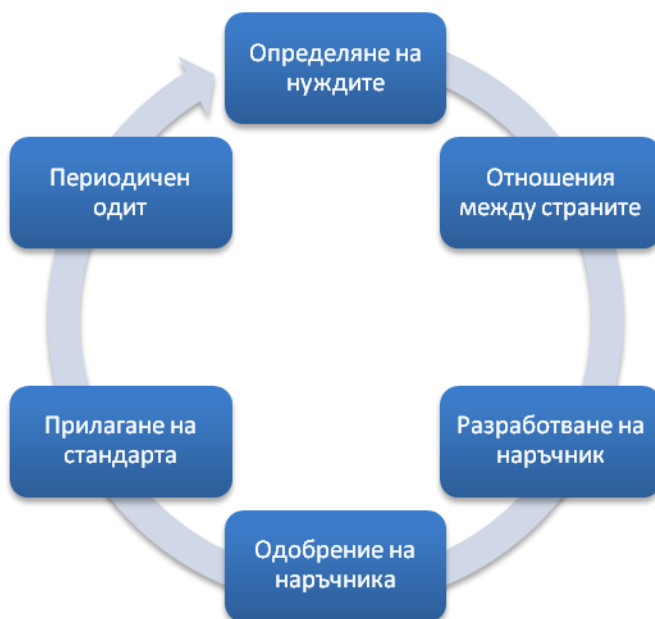 Определяне на
нуждите
Отношения
между страните
Разработване на
наръчник
Одобрение на
наръчника
Прилагане на
стандарта
Периодичен
одит